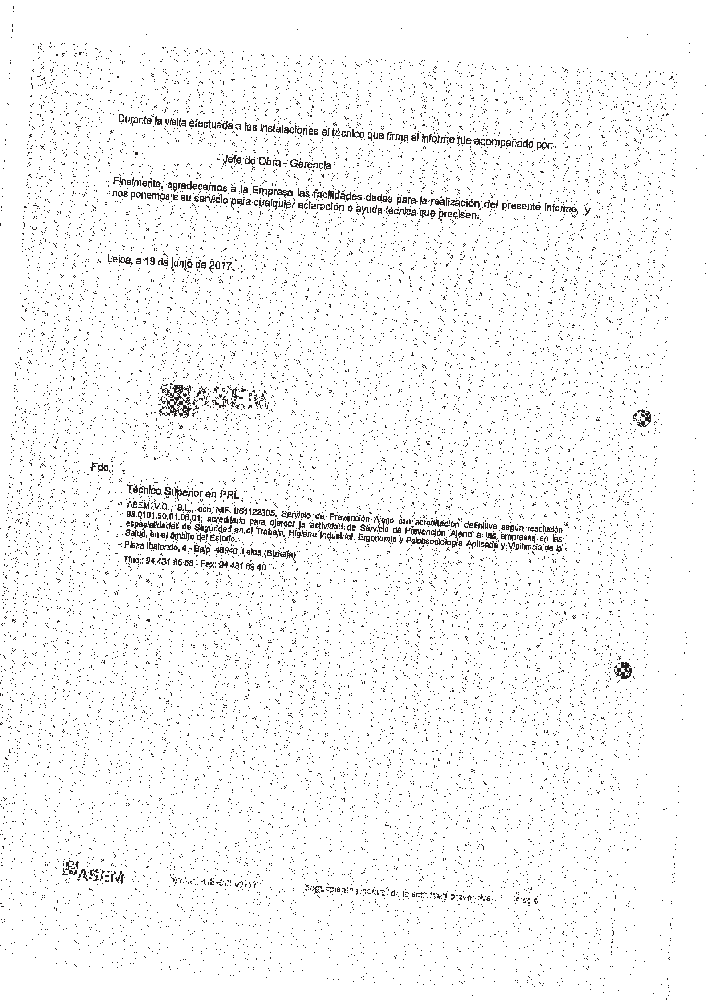 Durante la visita efectuada a las instalaciones el técnico que firma el informe fue acompañado por:
- Jefe de Obra - Gerencia
Finalmente, agradecemos a la Empresa las facilidades dadas para la realización del presente informe, y
nos ponemos a su servicio para cualquier aclaración o ayuda técnica que precisen.
Leioa, a 19 de junio de 2017
ASEM
Fdo.:
Técnico Superior en PRL
ASEM V.C., S.L., con NIF B61122305, Servicio de Prevención Ajeno con acreditación definitiva según resolución
98.0101.50.01.06.01, acreditada para ejercer la actividad de Servicio de Prevención Ajeno a las empresas en las
especialidades de Seguridad en el Trabajo, Higiene Industrial, Ergonomía y Psicosociología Aplicada y Vigilancia de la
Salud, en el ámbito del Estado.
Plaza Ibaiondo, 4 - Bajo 48940 Leioa (Bizkaia)
Tfno.: 94 431 65 58 - Fax: 94 431 69 40
ASEM
Seguimiento y control de la actividad preventiva
4 de 4